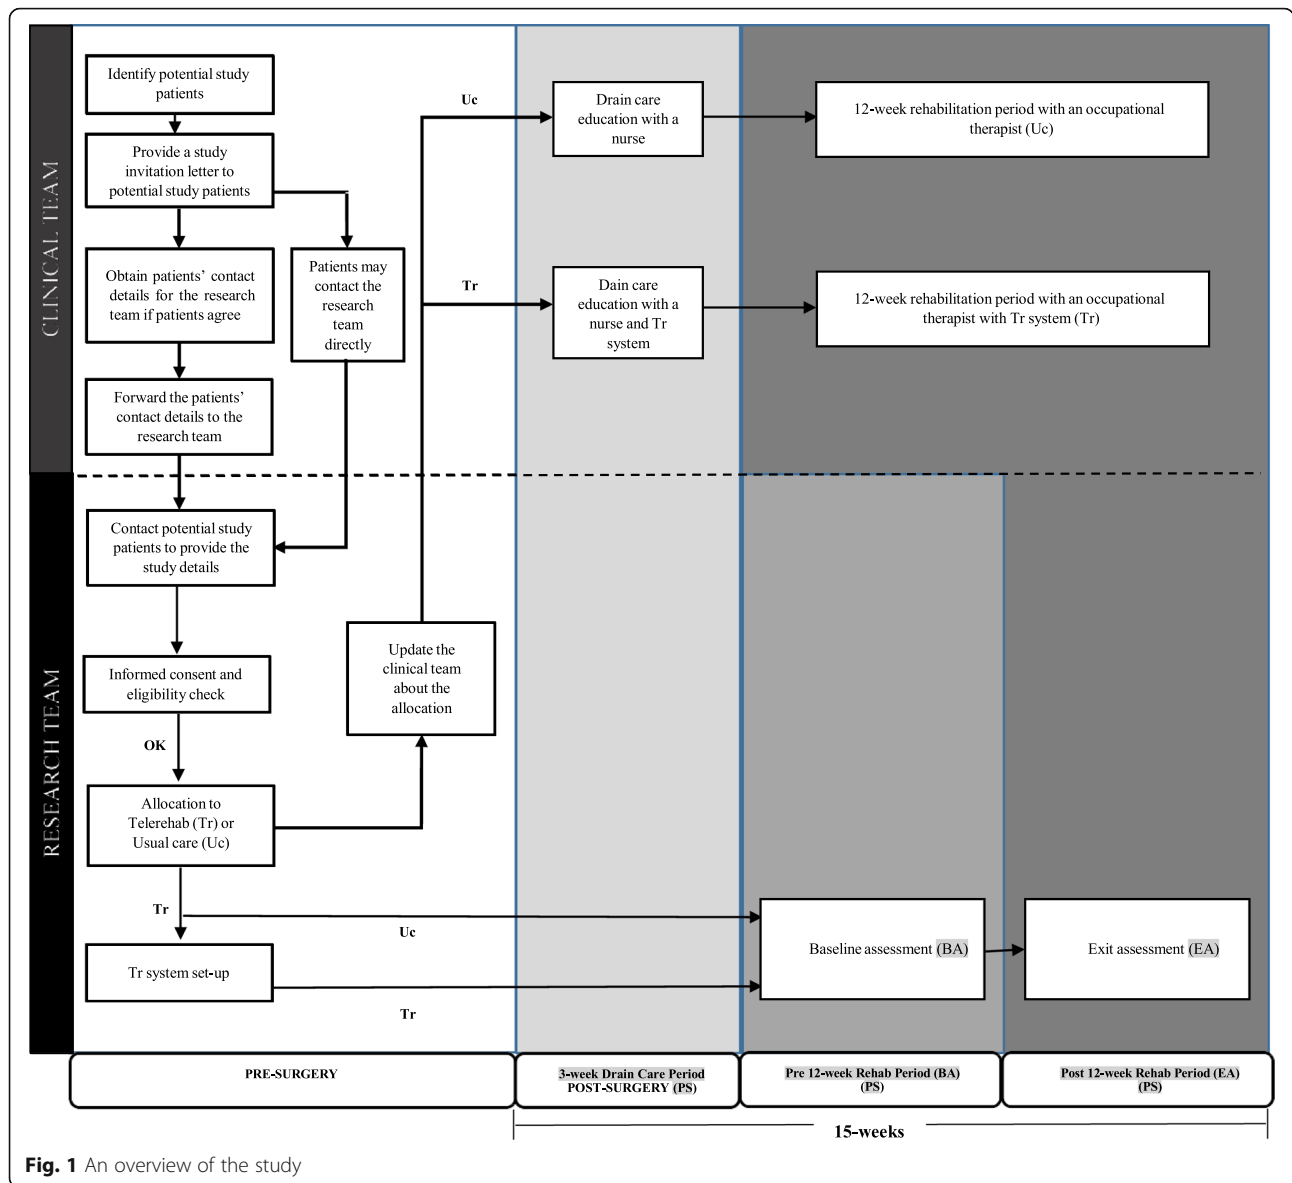 CLINICAL TEAM
Identify potential study
patients
Provide a study
invitation letter to
potential study patients
Obtain patients' contact
details for the research
team if patients agree
Patients may
contact the
research
team
directly
Forward the patients'
contact details to the
research team
Uc
Drain care
education with a
nurse
12-week rehabilitation period with an occupational
therapist (Uc)
Tr
Dain care
education with a
nurse and Tr
system
12-week rehabilitation period with an occupational
therapist with Tr system (Tr)
RESEARCH TEAM
Contact potential study
patients to provide the
study details
Informed consent and
eligibility check
OK
Update the
clinical team
about the
allocation
Allocation to
Telerehab (Tr) or
Usual care (Uc)
Tr
Uc
Tr system set-up
Tr
Baseline assessment (BA)
Exit assessment (EA)
PRE-SURGERY
3-week Drain Care Period
POST-SURGERY (PS)
Pre 12-week Rehab Period (BA)
(PS)
Post 12-week Rehab Period (EA)
(PS)
15-weeks
Fig. 1 An overview of the study